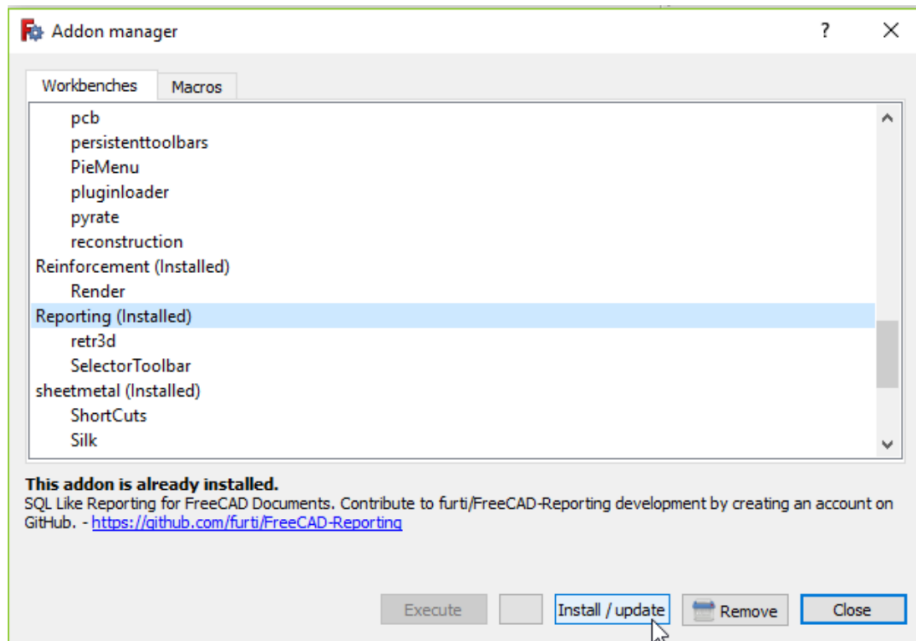 Addon manager
?
Workbenches
Macros
pcb
persistenttoolbars
PieMenu
pluginloader
pyrate
reconstruction
Reinforcement (Installed)
Render
Reporting (Installed)
retr3d
SelectorToolbar
sheetmetal (Installed)
ShortCuts
Silk
This addon is already installed.
SQL Like Reporting for FreeCAD Documents. Contribute to furti/FreeCAD-Reporting development by creating an account on
GitHub. - https://github.com/furti/FreeCAD-Reporting
Execute
Install / update
Remove
Close